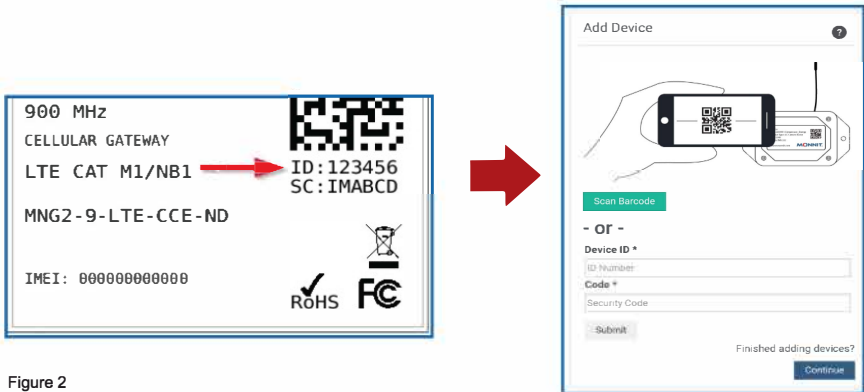 900 MHz
CELLULAR GATEWAY
LTE CAT M1/NB1
ID:123456
SC:IMABCD
MNG2-9-LTE-CCE-ND
IMEI: 000000000000
RoHS
FC
Figure 2
Add Device
?
MONNIT
Scan Barcode
- or -
Device ID *
ID Number
Code *
Security Code
Submit
Finished adding devices?
Continue